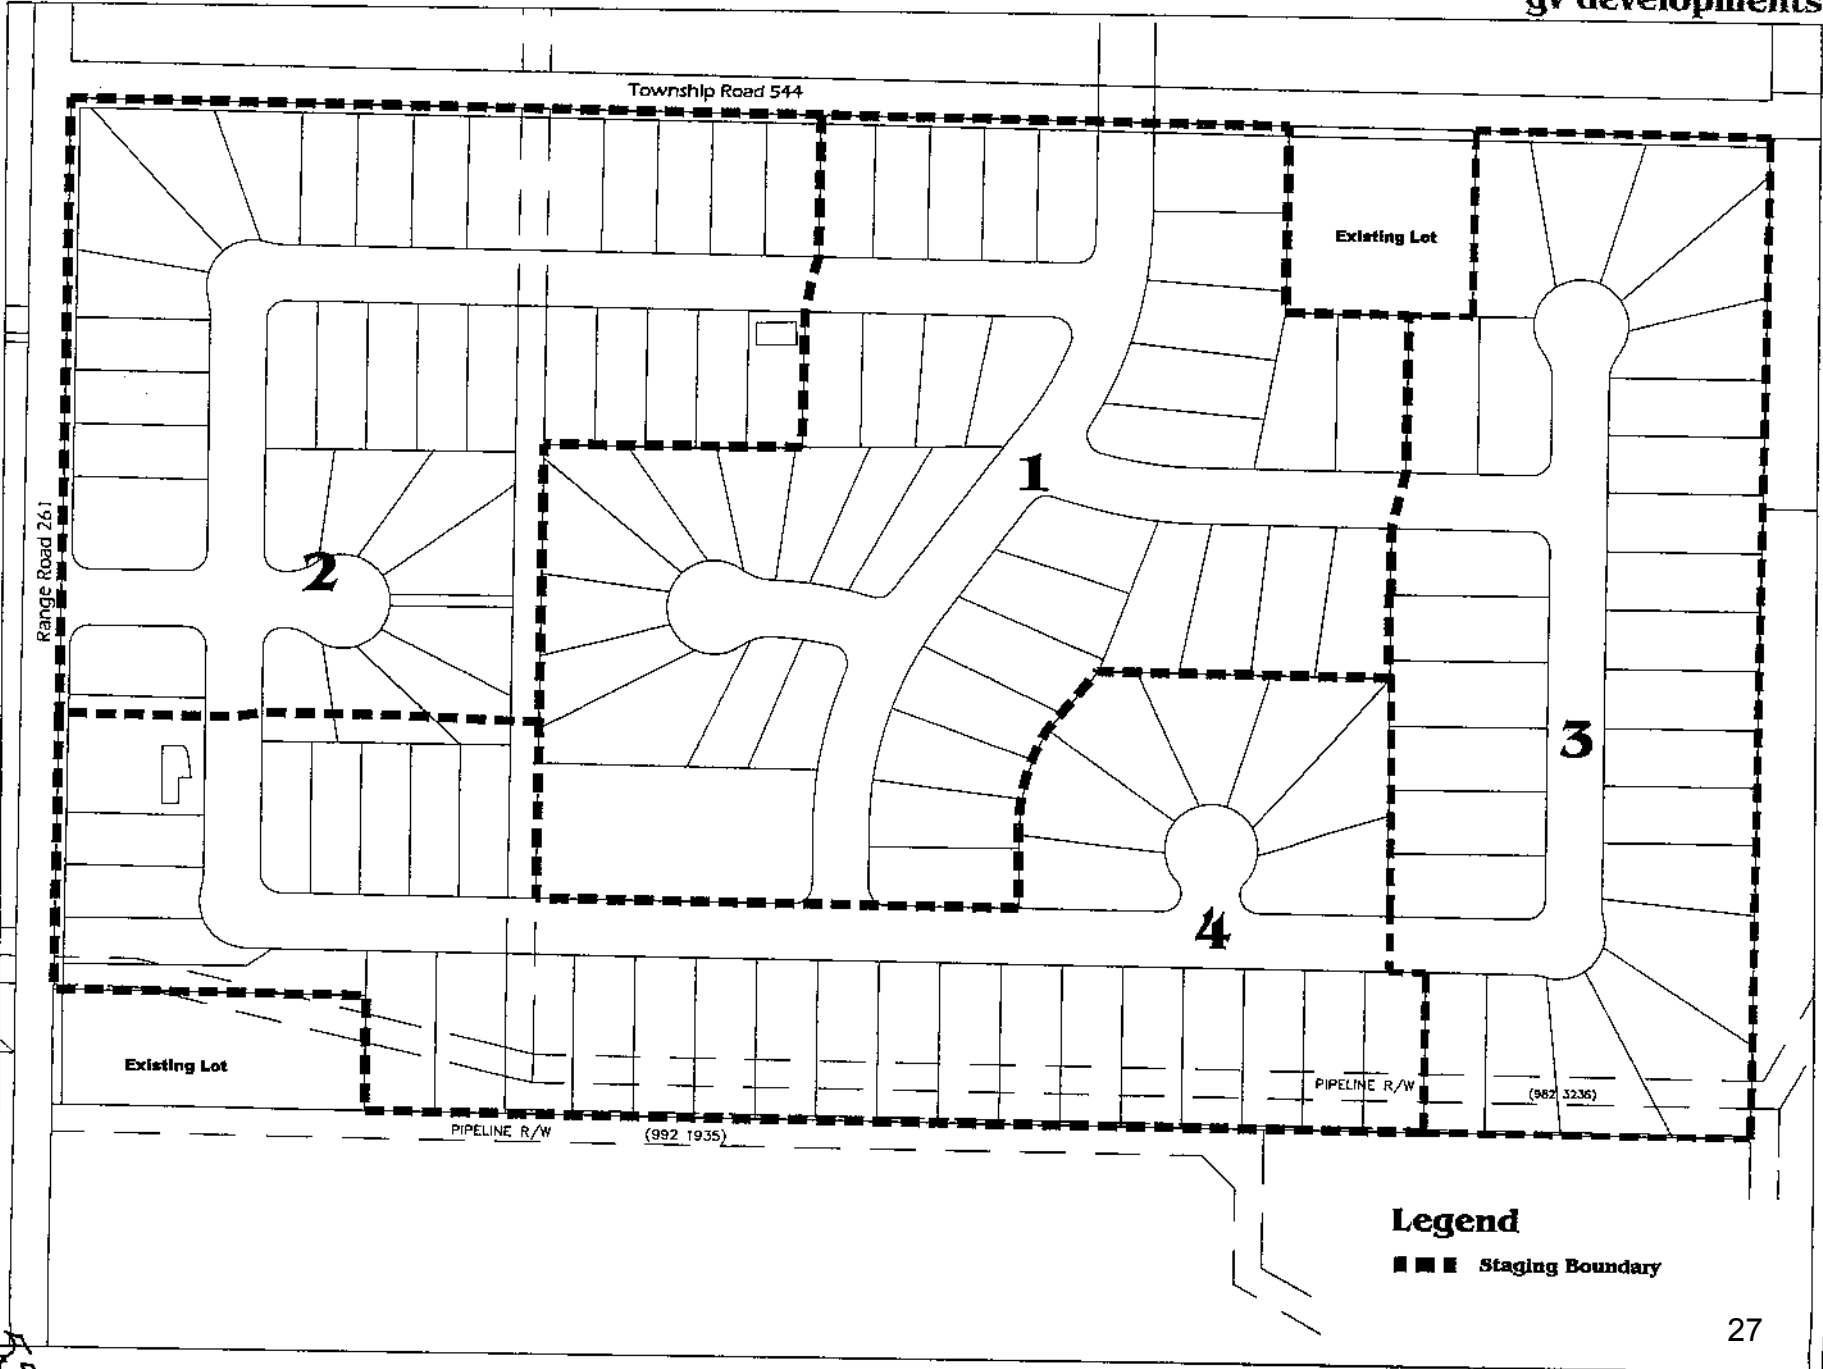 gv developments
Township Road 544
Existing Lot
Range Road 261
1
2
3
4
Existing Lot
PIPELINE R/W
(982 3236)
PIPELINE R/W
(992 1935)
Legend
Staging Boundary
27